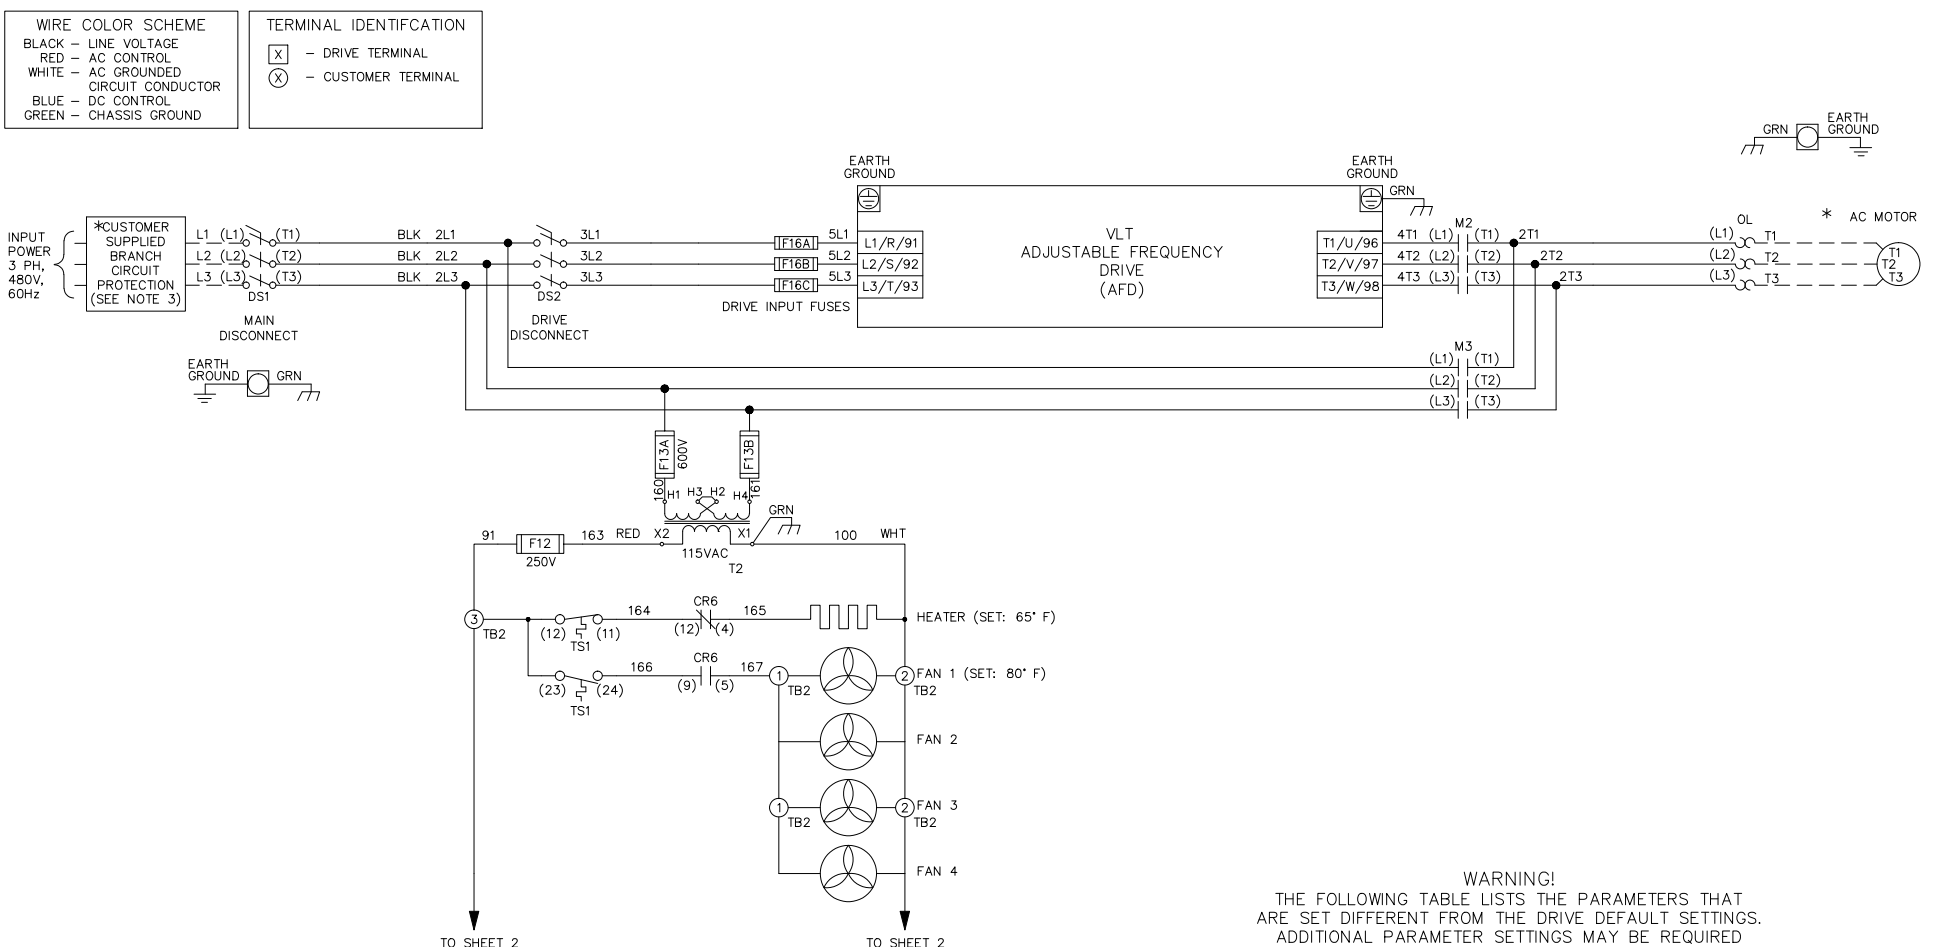 WIRE COLOR SCHEME
BLACK – LINE VOLTAGE
RED – AC CONTROL
WHITE – AC GROUNDED
CIRCUIT CONDUCTOR
BLUE – DC CONTROL
GREEN – CHASSIS GROUND
TERMINAL IDENTIFCATION
X – DRIVE TERMINAL
X – CUSTOMER TERMINAL
GRN
EARTH
GROUND
INPUT
POWER
3 PH,
480V,
60Hz
*CUSTOMER
SUPPLIED
BRANCH
CIRCUIT
PROTECTION
(SEE NOTE 3)
L1 (L1) (T1) BLK 2L1
L2 (L2) (T2) BLK 2L2
L3 (L3) (T3) BLK 2L3
DS1
MAIN
DISCONNECT
3L1
3L2
3L3
DS2
DRIVE
DISCONNECT
F16A 5L1
F16B 5L2
F16C 5L3
DRIVE INPUT FUSES
EARTH
GROUND
L1/R/91
L2/S/92
L3/T/93
VLT
ADJUSTABLE FREQUENCY
DRIVE
(AFD)
EARTH
GROUND
GRN
T1/U/96
T2/V/97
T3/W/98
M2
4T1 (L1) (T1) 2T1
4T2 (L2) (T2) 2T2
4T3 (L3) (T3) 2T3
OL
(L1) T1
(L2) T2
(L3) T3
* AC MOTOR
T1
T2
T3
M3
(L1) (T1)
(L2) (T2)
(L3) (T3)
EARTH
GROUND
GRN
F13A
600V
F13B
160
161
H1 H3 H2 H4
GRN
91
F12
250V
163 RED X2
X1
115VAC
T2
100 WHT
3
TB2
(12) (11)
TS1
164
CR6
(12) (4)
165
HEATER (SET: 65° F)
(23) (24)
TS1
166
CR6
(9) (5)
167
1
TB2
2
TB2
FAN 1 (SET: 80° F)
FAN 2
1
TB2
2
TB2
FAN 3
FAN 4
TO SHEET 2
TO SHEET 2
WARNING!
THE FOLLOWING TABLE LISTS THE PARAMETERS THAT
ARE SET DIFFERENT FROM THE DRIVE DEFAULT SETTINGS.
ADDITIONAL PARAMETER SETTINGS MAY BE REQUIRED